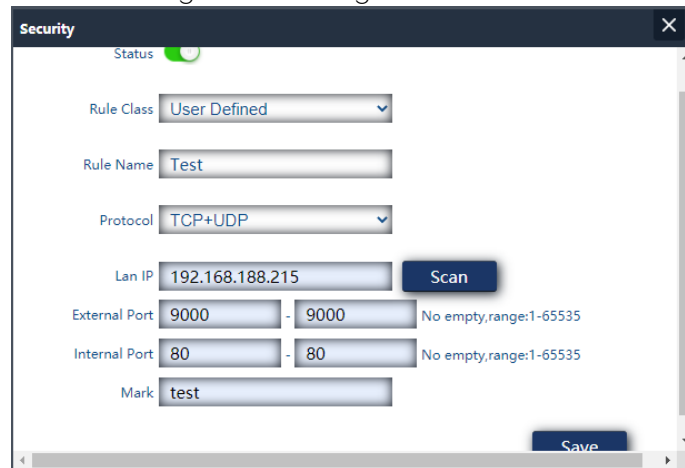 Security
Status
Rule Class User Defined
Rule Name Test
Protocol TCP+UDP
Lan IP 192.168.188.215 Scan
External Port 9000 - 9000 No empty,range:1-65535
Internal Port 80 - 80 No empty,range:1-65535
Mark test
Save